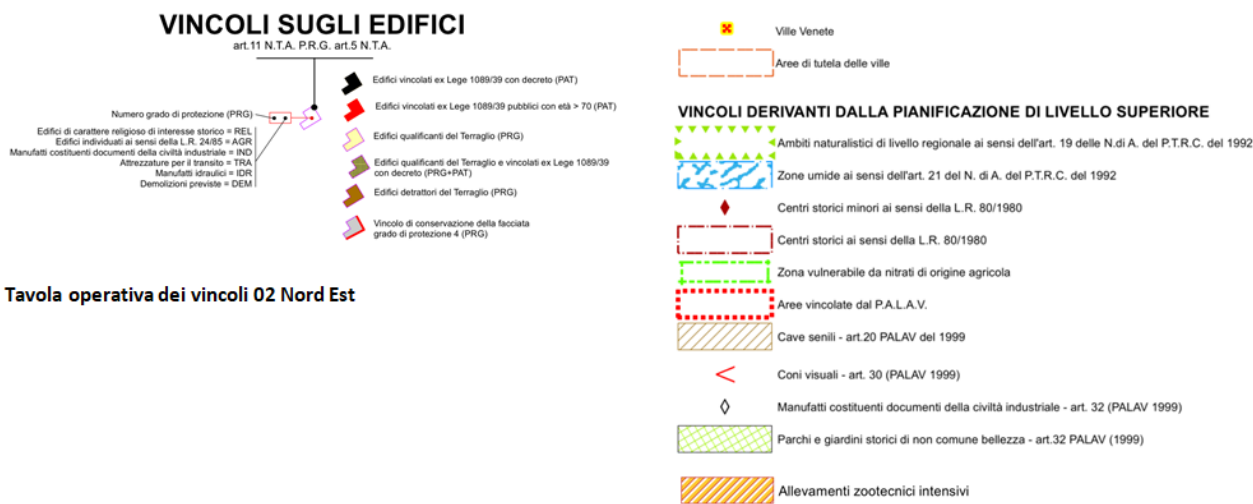 VINCOLI SUGLI EDIFICI
art.11 N.T.A. P.R.G. art.5 N.T.A.
Numero grado di protezione (PRG)
Edifici di carattere religioso di interesse storico = REL
Edifici individuati ai sensi della L.R. 24/85 = AGR
Manufatti costituenti documenti della civiltà industriale = IND
Attrezzature per il transito = TRA
Manufatti idraulici = IDR
Demolizioni previste = DEM
Edifici vincolati ex Lege 1089/39 con decreto (PAT)
Edifici vincolati ex Lege 1089/39 pubblici con età > 70 (PAT)
Edifici qualificanti del Terraglio (PRG)
Edifici qualificanti del Terraglio e vincolati ex Lege 1089/39
con decreto (PRG+PAT)
Edifici detrattori del Terraglio (PRG)
Vincolo di conservazione della facciata
grado di protezione 4 (PRG)
Tavola operativa dei vincoli 02 Nord Est
Ville Venete
Aree di tutela delle ville
VINCOLI DERIVANTI DALLA PIANIFICAZIONE DI LIVELLO SUPERIORE
Ambiti naturalistici di livello regionale ai sensi dell'art. 19 delle N.di A. del P.T.R.C. del 1992
Zone umide ai sensi dell'art. 21 del N. di A. del P.T.R.C. del 1992
Centri storici minori ai sensi della L.R. 80/1980
Centri storici ai sensi della L.R. 80/1980
Zona vulnerabile da nitrati di origine agricola
Aree vincolate dal P.A.L.A.V.
Cave senili - art.20 PALAV del 1999
Coni visuali - art. 30 (PALAV 1999)
Manufatti costituenti documenti della civiltà industriale - art. 32 (PALAV 1999)
Parchi e giardini storici di non comune bellezza - art.32 PALAV (1999)
Allevamenti zootecnici intensivi